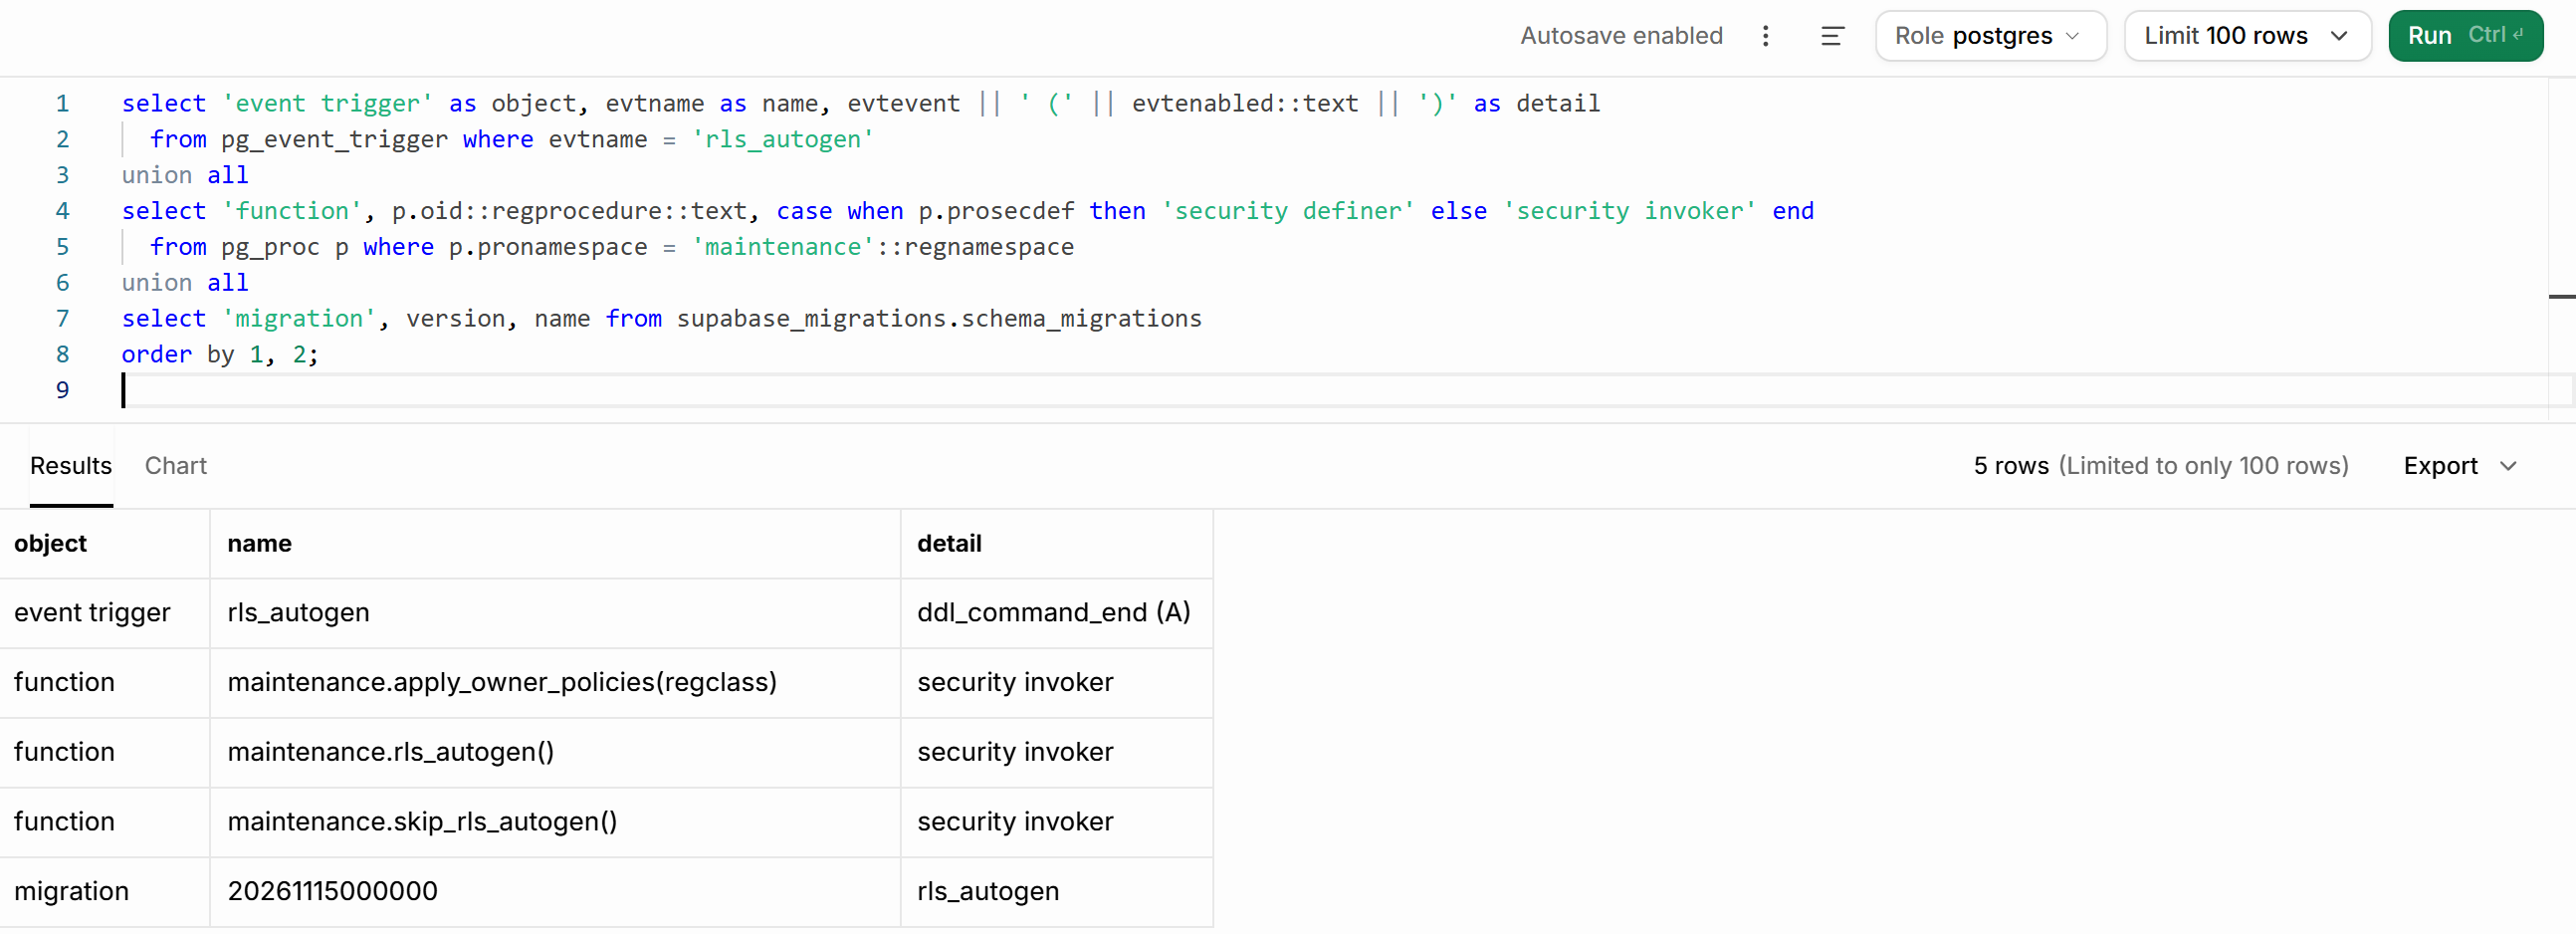 Autosave enabled Role postgres Limit 100 rows Run Ctrl ↵
1 select 'event trigger' as object, evtname as name, evtevent || ' (' || evtenabled::text || ')' as detail
2 from pg_event_trigger where evtname = 'rls_autogen'
3 union all
4 select 'function', p.oid::regprocedure::text, case when p.prosecdef then 'security definer' else 'security invoker' end
5 from pg_proc p where p.pronamespace = 'maintenance'::regnamespace
6 union all
7 select 'migration', version, name from supabase_migrations.schema_migrations
8 order by 1, 2;
9
Results Chart 5 rows (Limited to only 100 rows) Export
object name detail
event trigger rls_autogen ddl_command_end (A)
function maintenance.apply_owner_policies(regclass) security invoker
function maintenance.rls_autogen() security invoker
function maintenance.skip_rls_autogen() security invoker
migration 20261115000000 rls_autogen